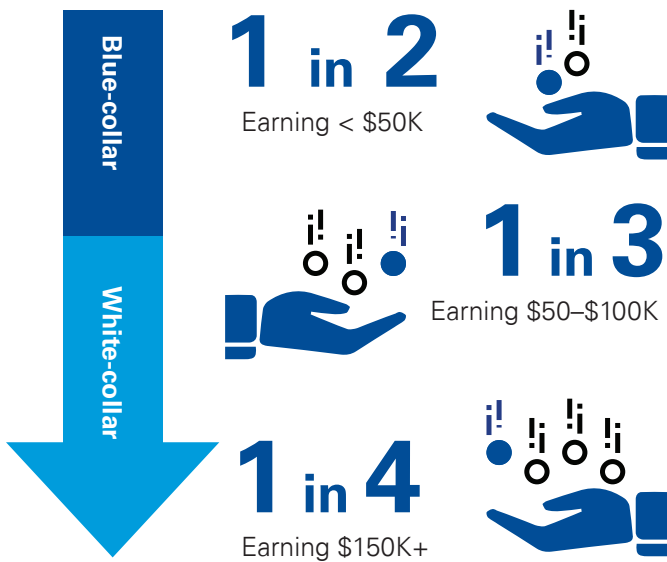 Blue-collar
1 in 2
Earning < $50K
1 in 3
Earning $50–$100K
White-collar
1 in 4
Earning $150K+